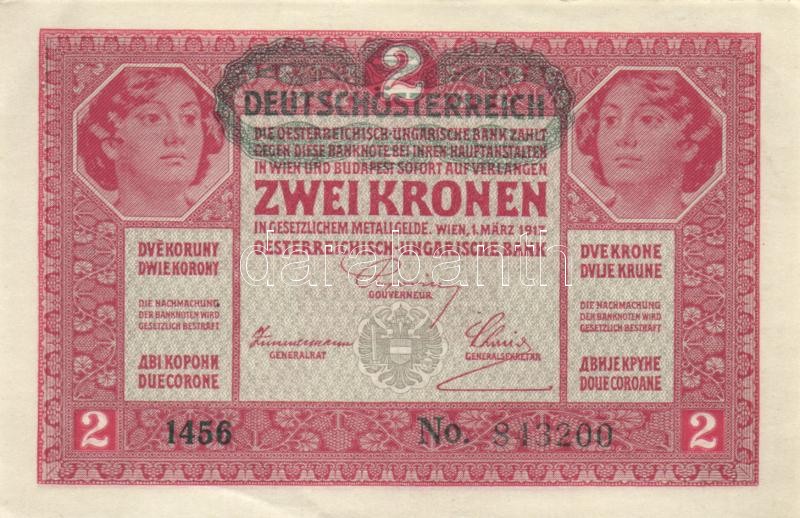 2
DEUTSCHÖSTERREICH
DIE OESTERREICHISCH-UNGARISCHE BANK ZAHLT
GEGEN DIESE BANKNOTE BEI IHREN HAUPTANSTALTEN
IN WIEN UND BUDAPEST SOFORT AUF VERLANGEN
ZWEI KRONEN
IN GESETZLICHEM METALLGELDE. WIEN, 1. MÄRZ 1917
OESTERREICHISCH-UNGARISCHE BANK
darabanth
GOUVERNEUR
Zimmermann
GENERALRAT
GENERALSEKRETÄR
DVĚ KORUNY
DWIE KORONY
DIE NACHMACHUNG
DER BANKNOTEN WIRD
GESETZLICH BESTRAFT
ДВІ КОРОНИ
DUE CORONE
DVE KRONE
DVIJE KRUNE
DIE NACHMACHUNG
DER BANKNOTEN WIRD
GESETZLICH BESTRAFT
ДВИЈЕ КРУНЕ
DOUE COROANE
2
1456
No. 843200
2